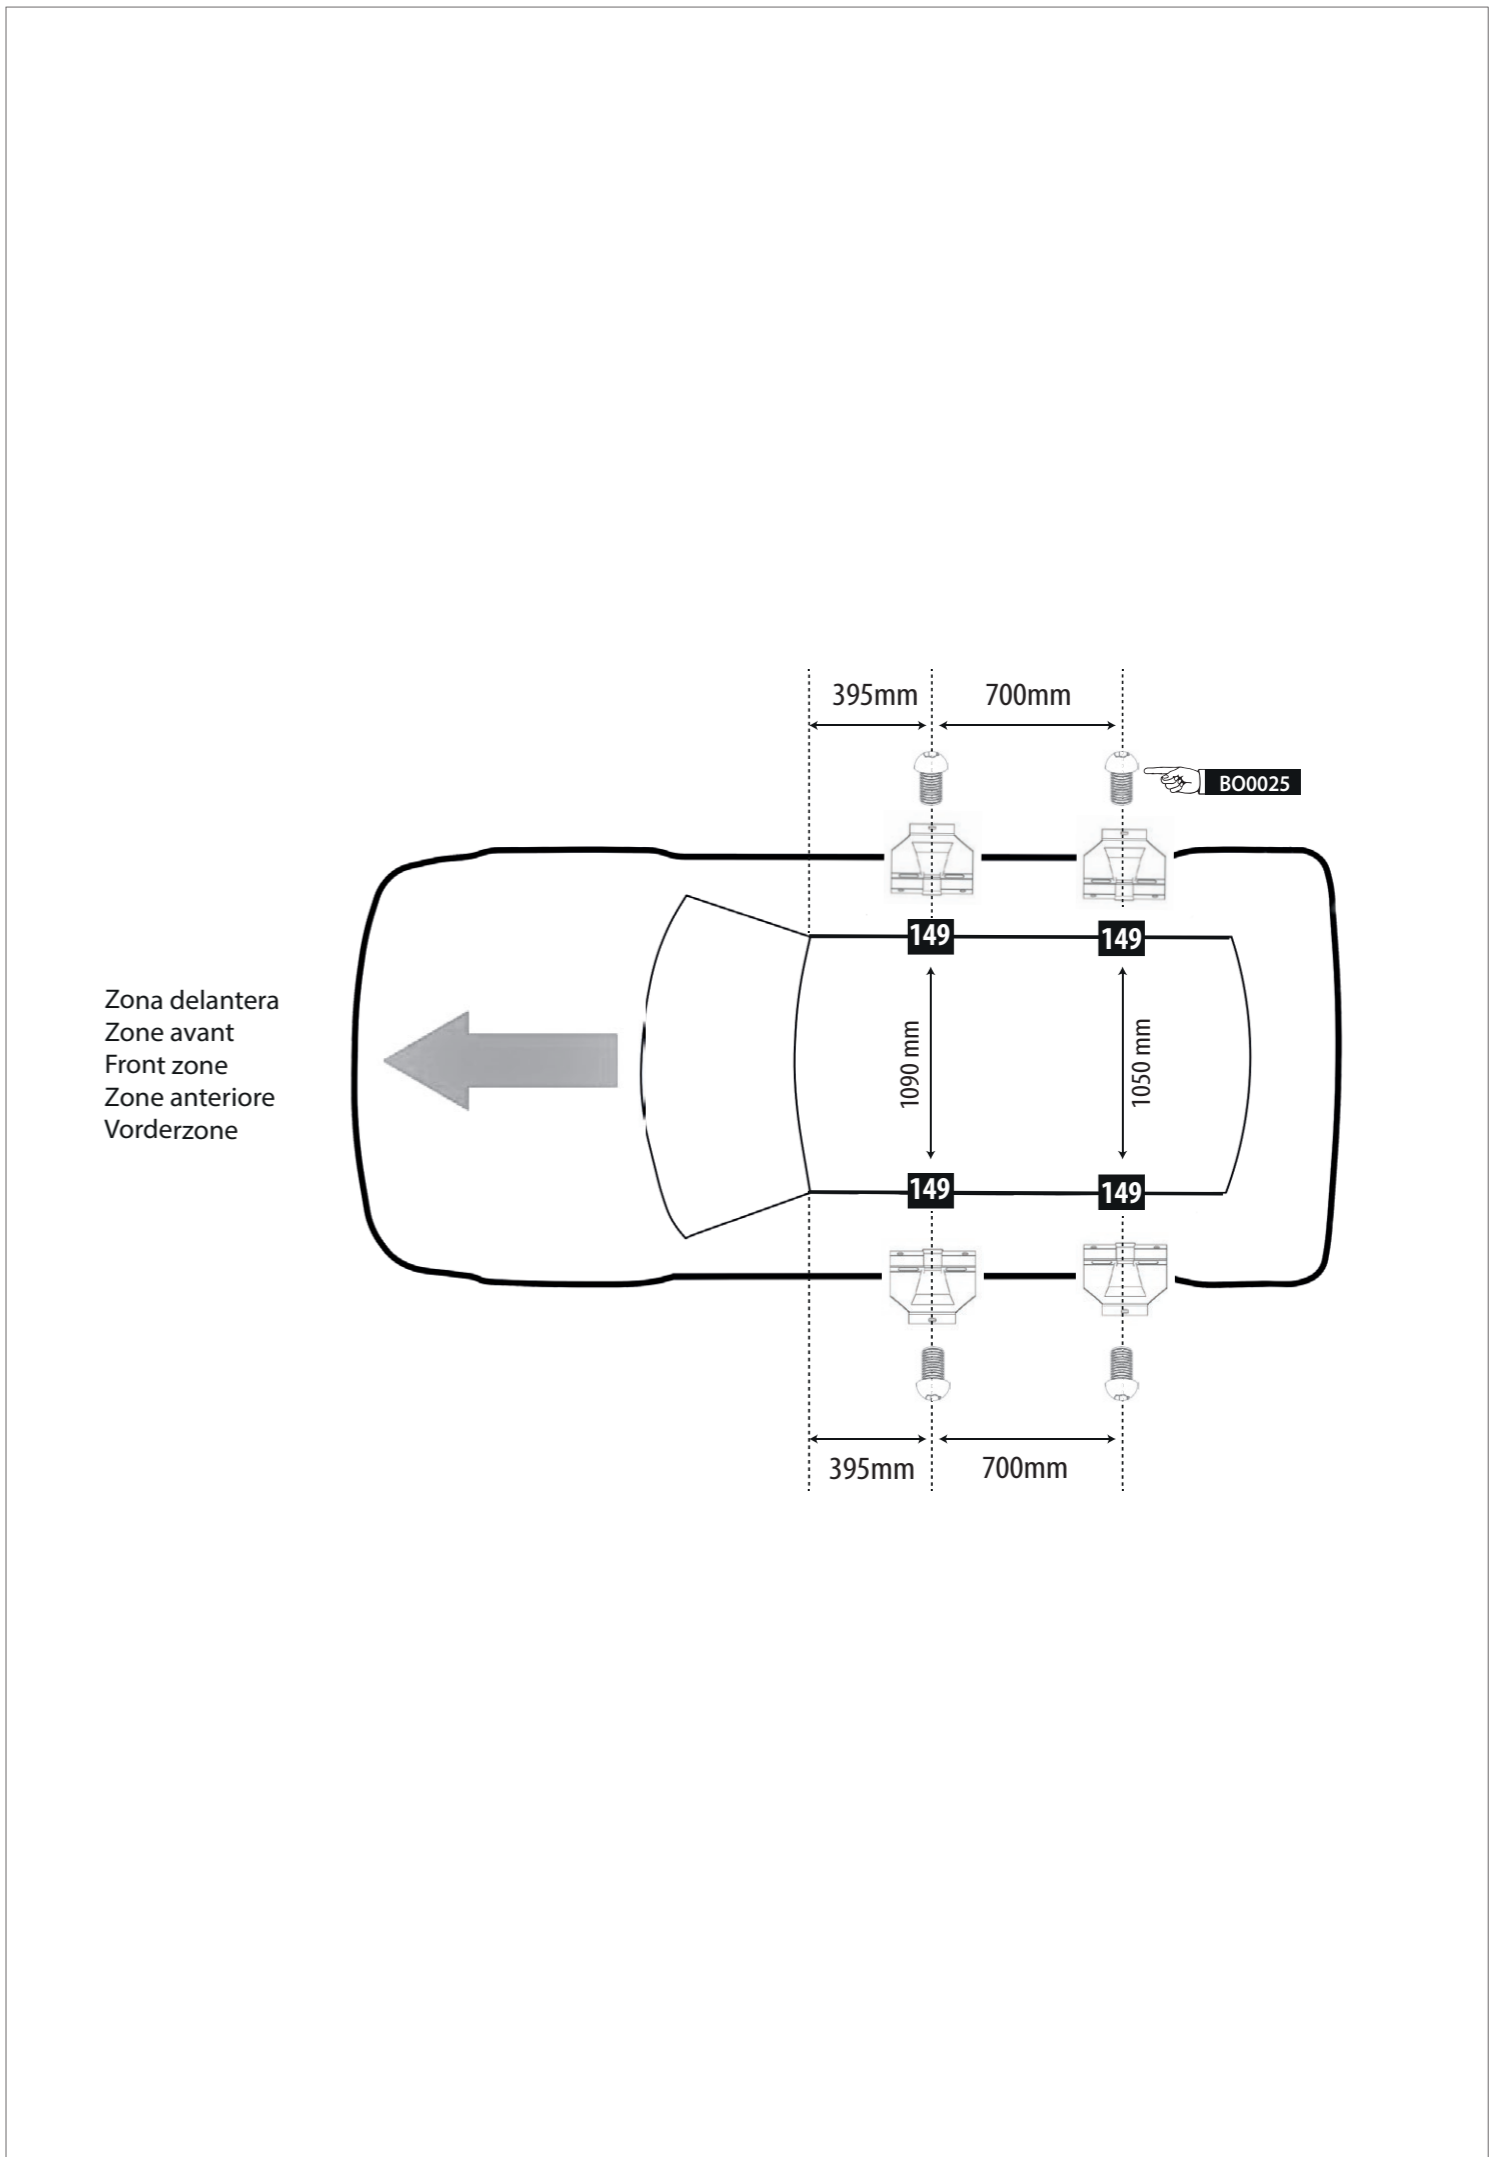 395mm
700mm
BO0025
149
149
Zona delantera
Zone avant
Front zone
Zone anteriore
Vorderzone
1090 mm
1050 mm
149
149
395mm
700mm